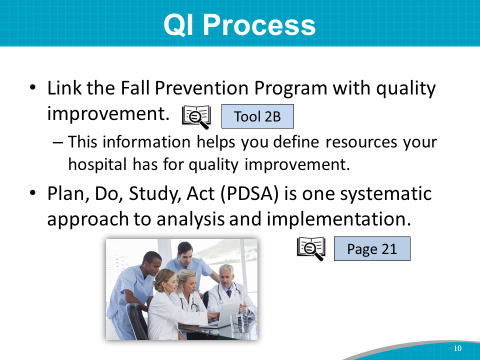 QI Process
• Link the Fall Prevention Program with quality
improvement.
Tool 2B
– This information helps you define resources your
hospital has for quality improvement.
• Plan, Do, Study, Act (PDSA) is one systematic
approach to analysis and implementation.
Page 21
10